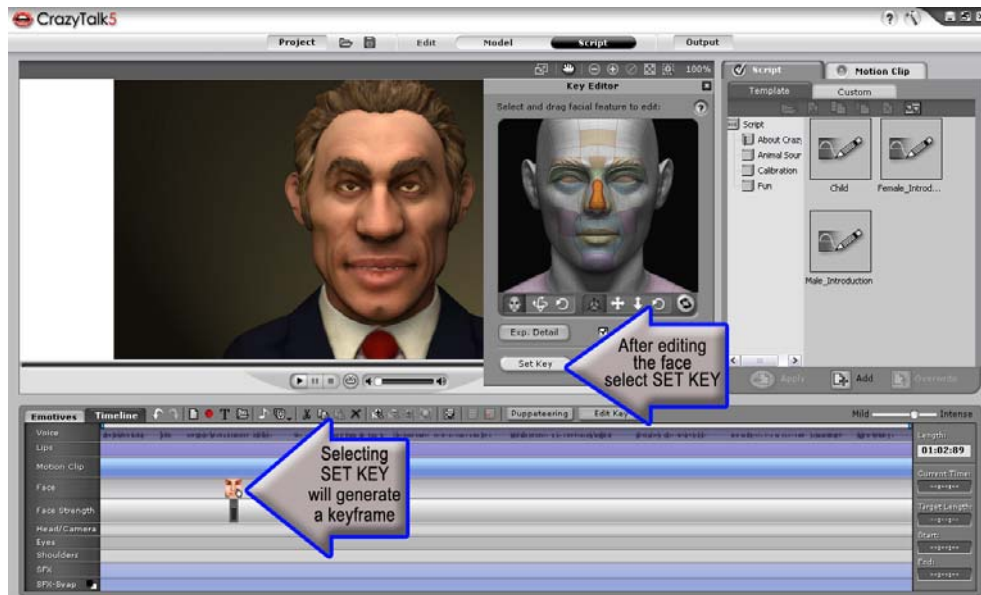 CrazyTalk5
Project Edit Model Script Output
100%
Script Motion Clip
Template Custom
Key Editor
Select and drag facial feature to edit:
Script
About Crazy
Animal Sour
Calibration
Fun
Child
Female_Introd...
Male_Introduction
Exp. Detail
Set Key
After editing
the face
select SET KEY
Apply Add Overwrite
Emotives Timeline Puppeteering Edit Key Mild Intense
Voice
Lips
Motion Clip
Face
Face Strength
Head/Camera
Eyes
Shoulders
SFX
SFX-Swap
Selecting
SET KEY
will generate
a keyframe
Length:
01:02:89
Current Time:
--:--:--
Target Length:
--:--:--
Start:
--:--:--
End:
--:--:--